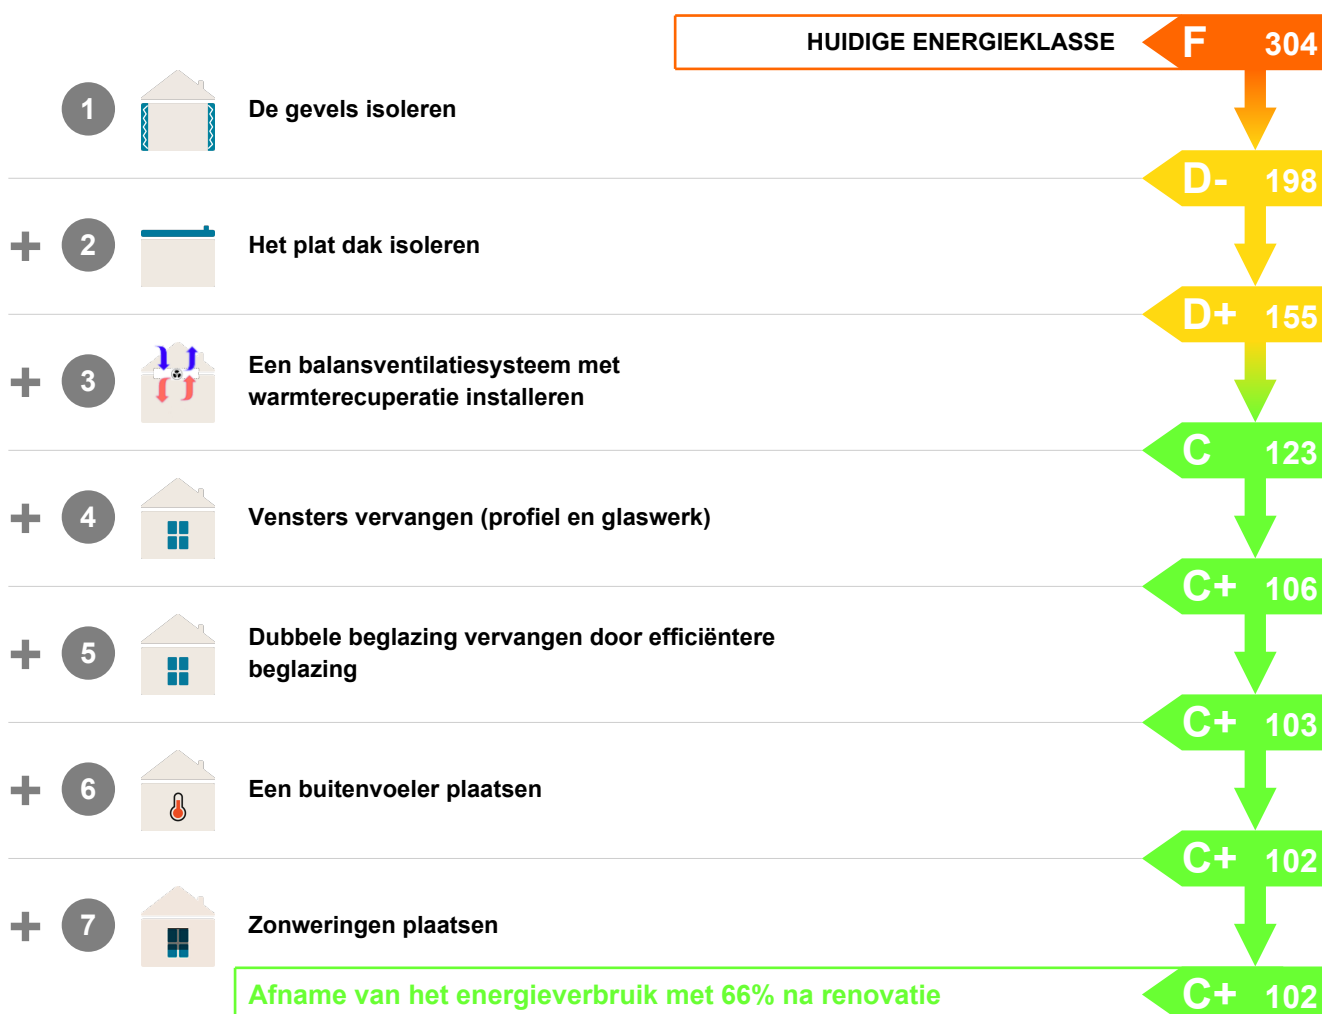 HUIDIGE ENERGIEKLASSE F 304
1 De gevels isoleren
D- 198
+ 2 Het plat dak isoleren
D+ 155
+ 3 Een balansventilatiesysteem met
warmterecuperatie installeren
C 123
+ 4 Vensters vervangen (profiel en glaswerk)
C+ 106
+ 5 Dubbele beglazing vervangen door efficiëntere
beglazing
C+ 103
+ 6 Een buitenvoeler plaatsen
C+ 102
+ 7 Zonweringen plaatsen
Afname van het energieverbruik met 66% na renovatie C+ 102